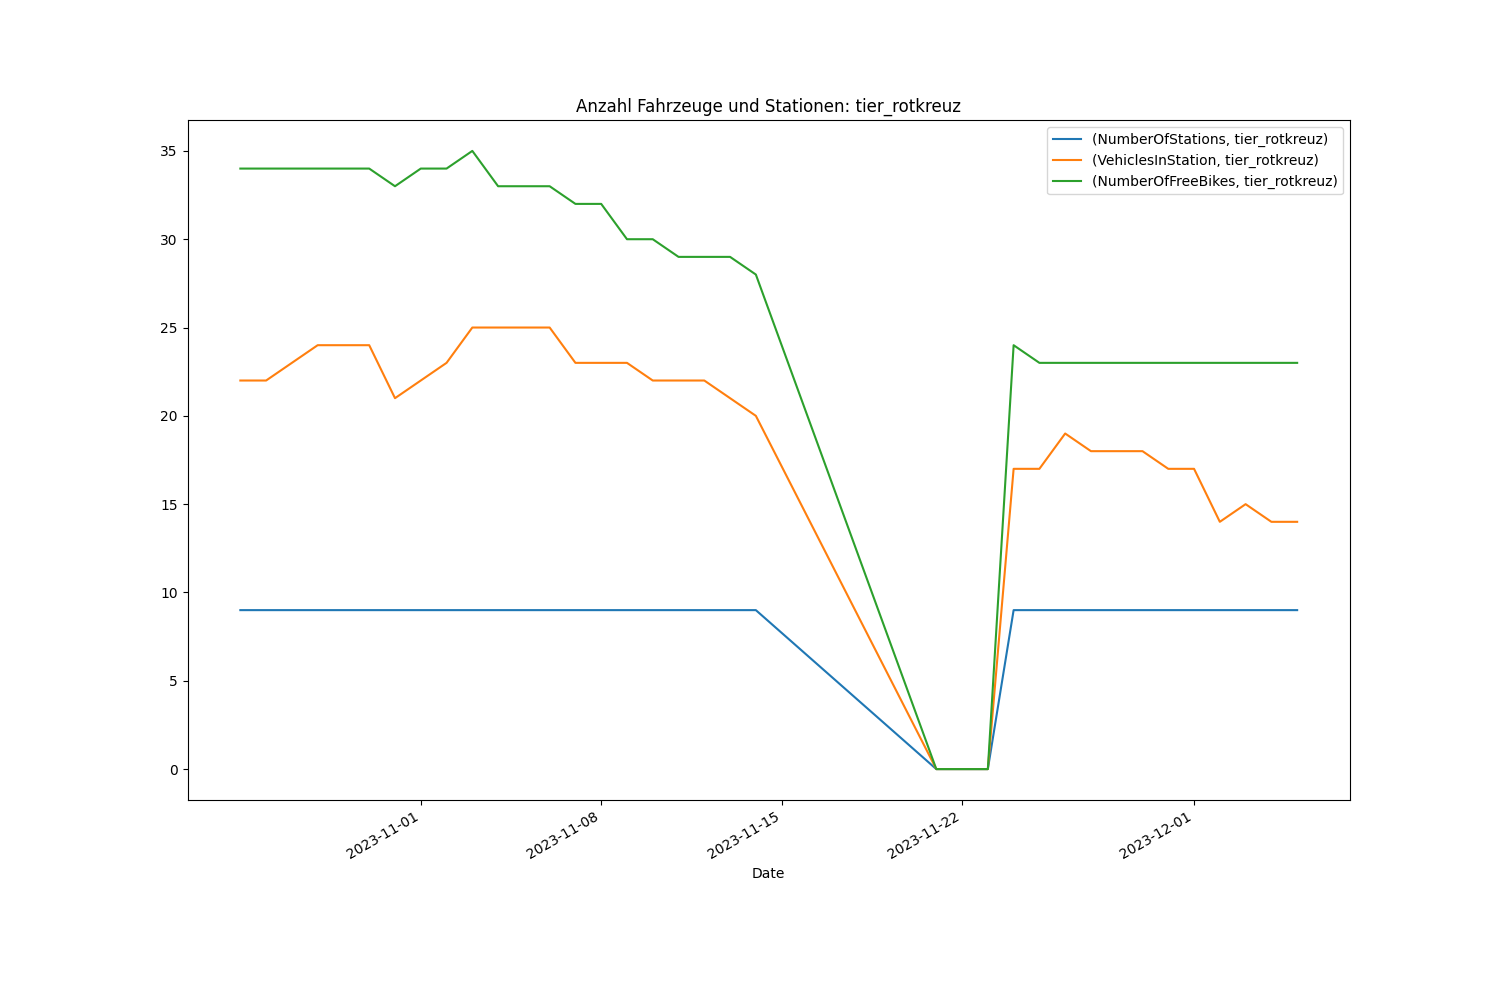 Anzahl Fahrzeuge und Stationen: tier_rotkreuz
(NumberOfStations, tier_rotkreuz)
(VehiclesInStation, tier_rotkreuz)
(NumberOfFreeBikes, tier_rotkreuz)
35
30
25
20
15
10
5
0
2023-11-01
2023-11-08
2023-11-15
2023-11-22
2023-12-01
Date